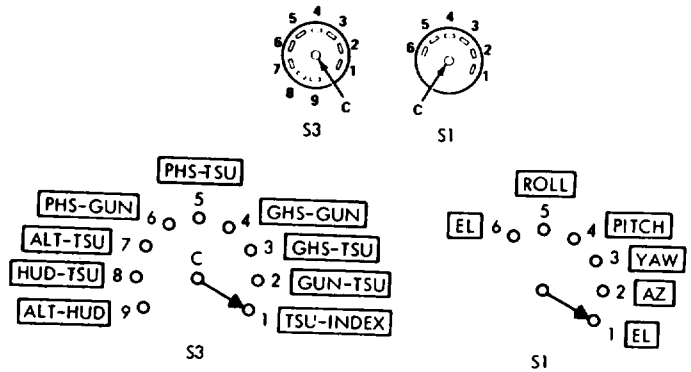 5 4 3
6 2
7 1
8 9 C
S3
5 4 3
6 2
1
C
S1
PHS-TSU
5
PHS-GUN 6
4 GHS-GUN
ALT-TSU 7
3 GHS-TSU
HUD-TSU 8
C
2 GUN-TSU
ALT-HUD 9
1 TSU-INDEX
S3
ROLL
5
EL 6
4 PITCH
3 YAW
2 AZ
1 EL
S1